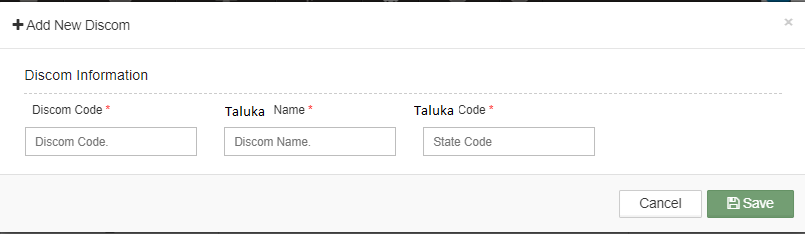 Add New Discom ×
Discom Information
Discom Code * Taluka Name * Taluka Code *
Discom Code. Discom Name. State Code
Cancel Save